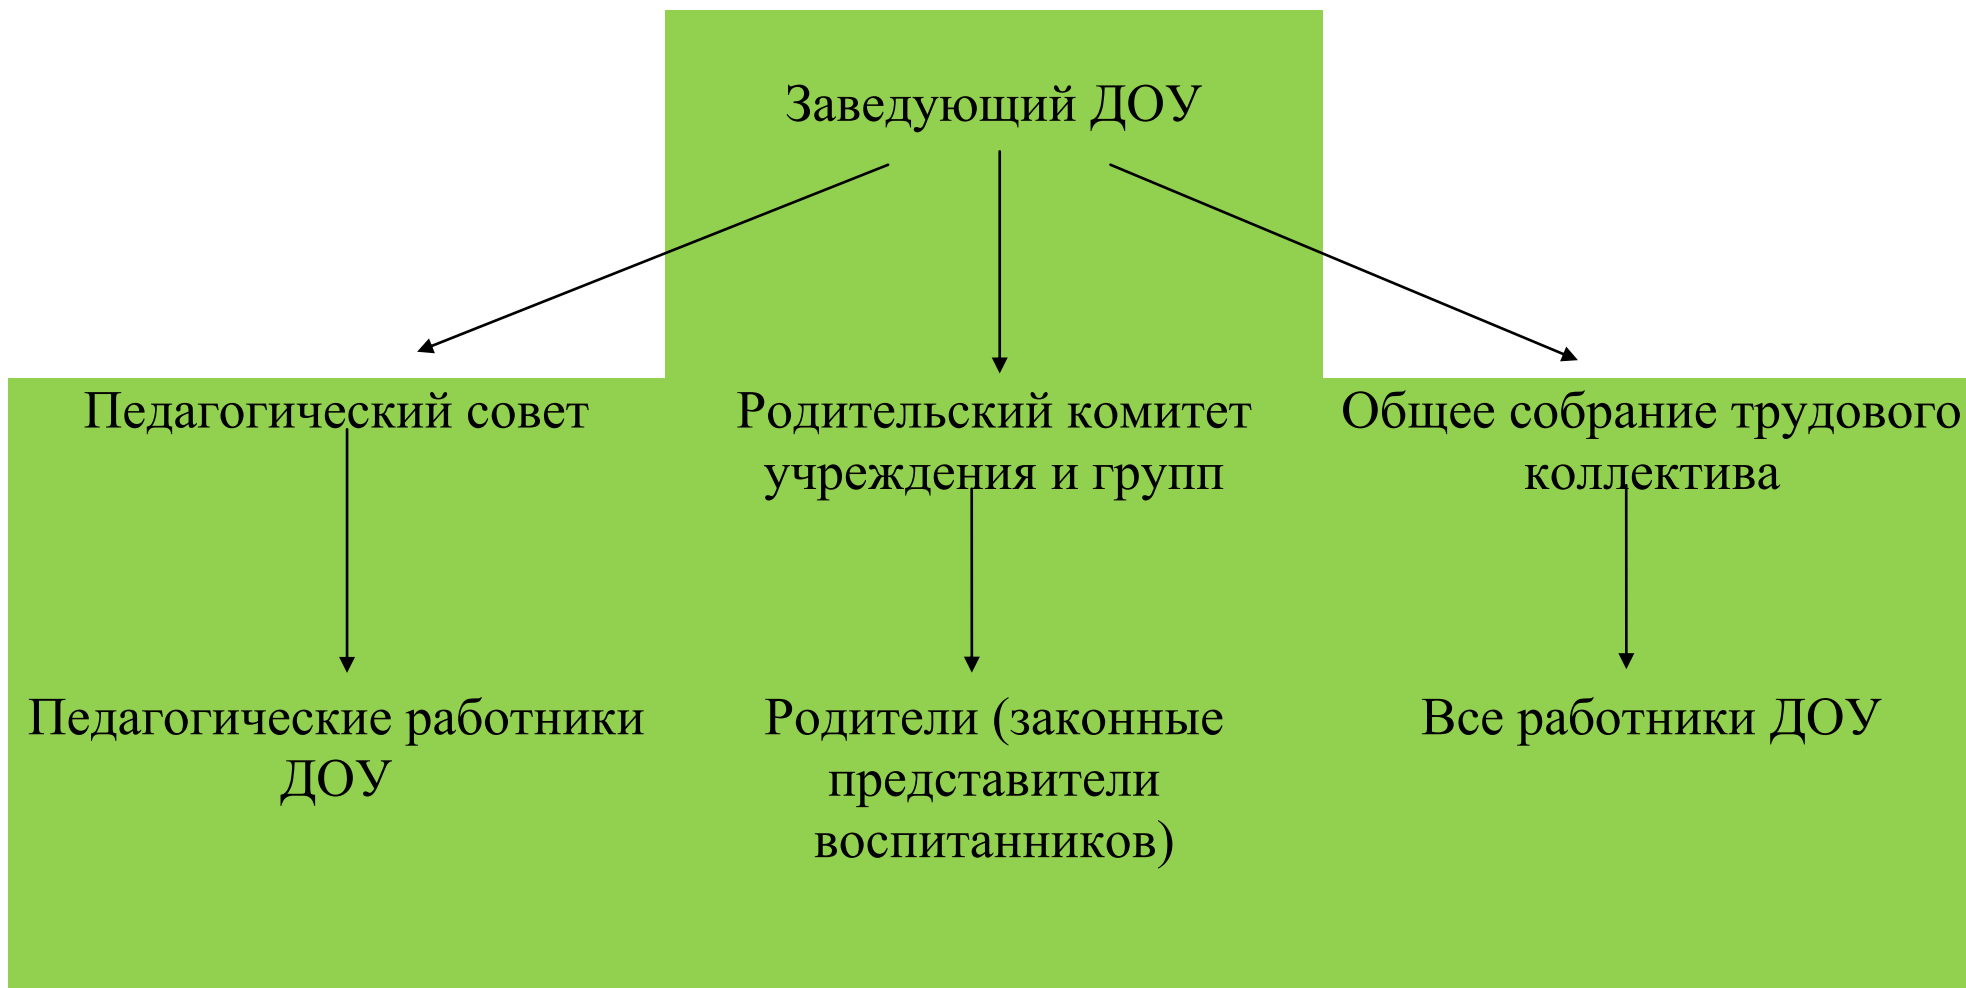 Заведующий ДОУ
Педагогический совет
Родительский комитет
учреждения и групп
Общее собрание трудового
коллектива
Педагогические работники
ДОУ
Родители (законные
представители
воспитанников)
Все работники ДОУ